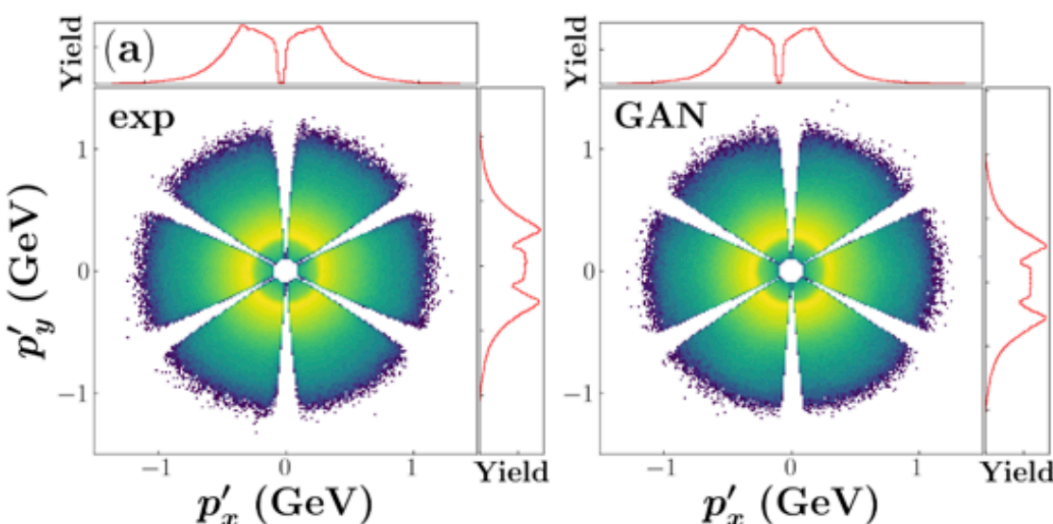 Yield (a) Yield
exp GAN
1 1
p′y (GeV) 0 0
−1 −1
−1 0 1 Yield −1 0 1 Yield
p′x (GeV) p′x (GeV)